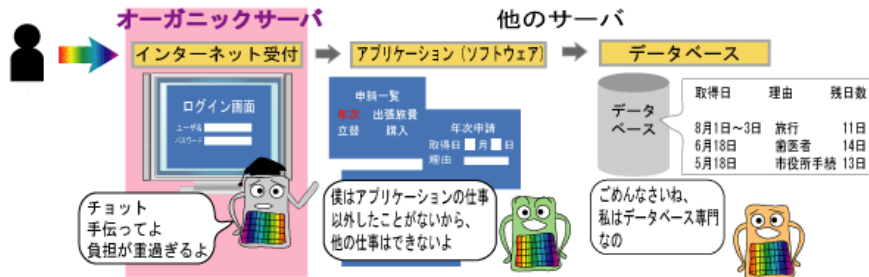 オーガニックサーバ
他のサーバ
インターネット受付
アプリケーション(ソフトウェア)
データベース
ログイン画面
ユーザ名
パスワード
申請一覧
年次 出張旅費
立替 購入
年次申請
取得日 月 日
理由
データ
ベース
取得日 理由 残日数
8月1日～3日 旅行 11日
6月18日 歯医者 14日
5月18日 市役所手続 13日
チョット
手伝ってよ
負担が重過ぎるよ
僕はアプリケーションの仕事
以外したことがないから、
他の仕事はできないよ
ごめんなさいね、
私はデータベース専門
なの